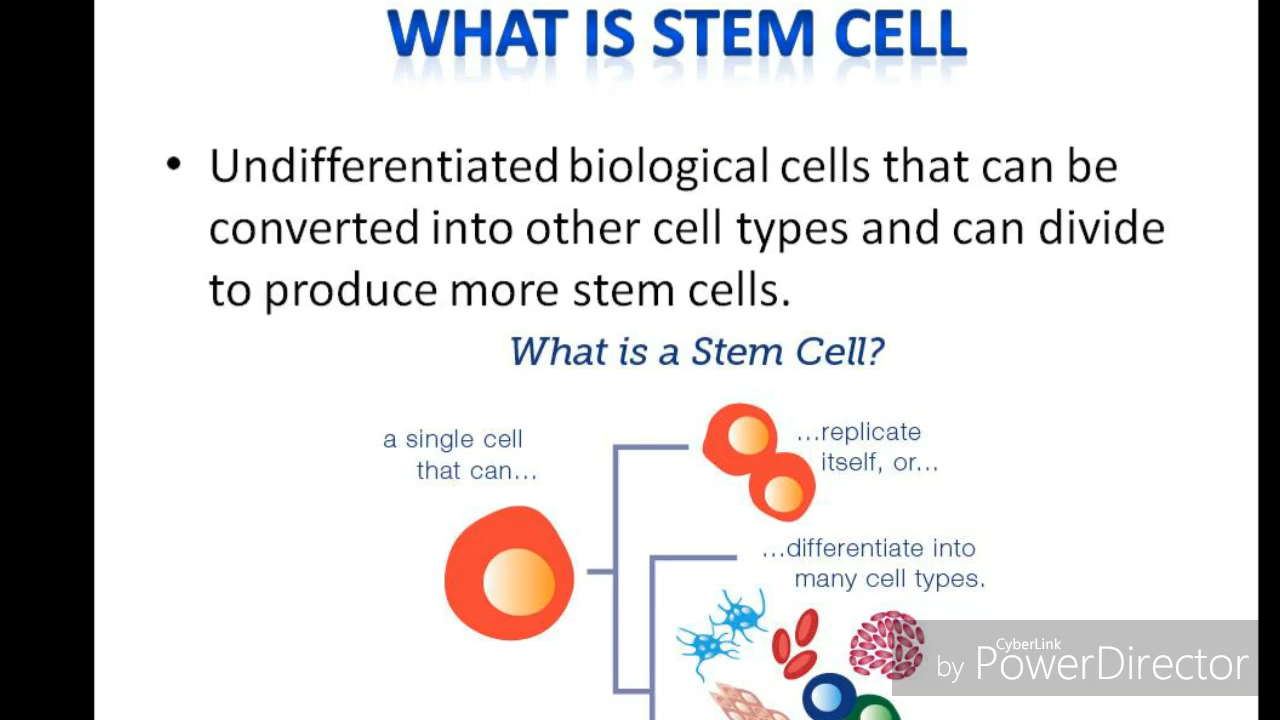 WHAT IS STEM CELL
• Undifferentiated biological cells that can be
converted into other cell types and can divide
to produce more stem cells.
What is a Stem Cell?
a single cell
that can...
...replicate
itself, or...
...differentiate into
many cell types.
CyberLink
by PowerDirector